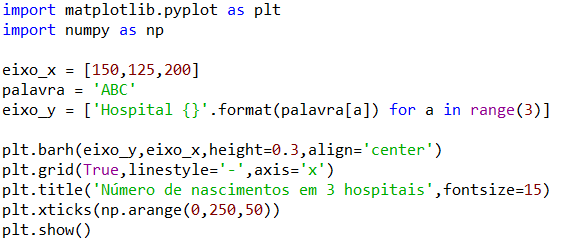 import matplotlib.pyplot as plt
import numpy as np
eixo_x = [150,125,200]
palavra = 'ABC'
eixo_y = ['Hospital {}'.format(palavra[a]) for a in range(3)]
plt.barh(eixo_y,eixo_x,height=0.3,align='center')
plt.grid(True,linestyle='-',axis='x')
plt.title('Número de nascimentos em 3 hospitais',fontsize=15)
plt.xticks(np.arange(0,250,50))
plt.show()